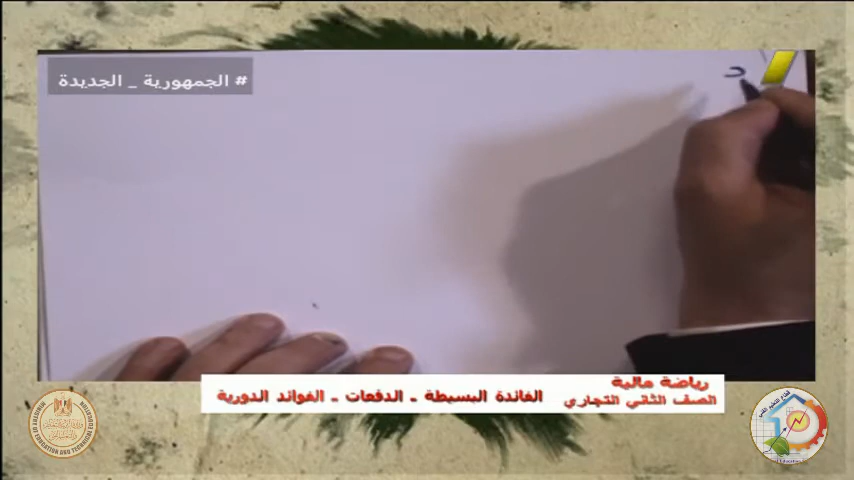 # الجمهورية _ الجديدة
رياضة مالية
الصف الثاني التجاري
الفائدة البسيطة - الدفعات - الفوائد الدورية